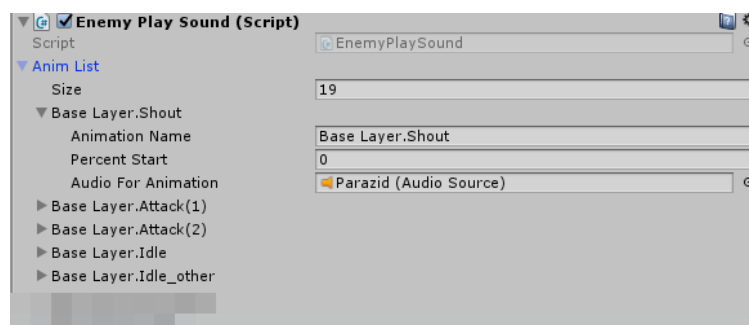 Enemy Play Sound (Script)
Script EnemyPlaySound
Anim List
Size 19
Base Layer.Shout
Animation Name Base Layer.Shout
Percent Start 0
Audio For Animation Parazid (Audio Source)
Base Layer.Attack(1)
Base Layer.Attack(2)
Base Layer.Idle
Base Layer.Idle_other